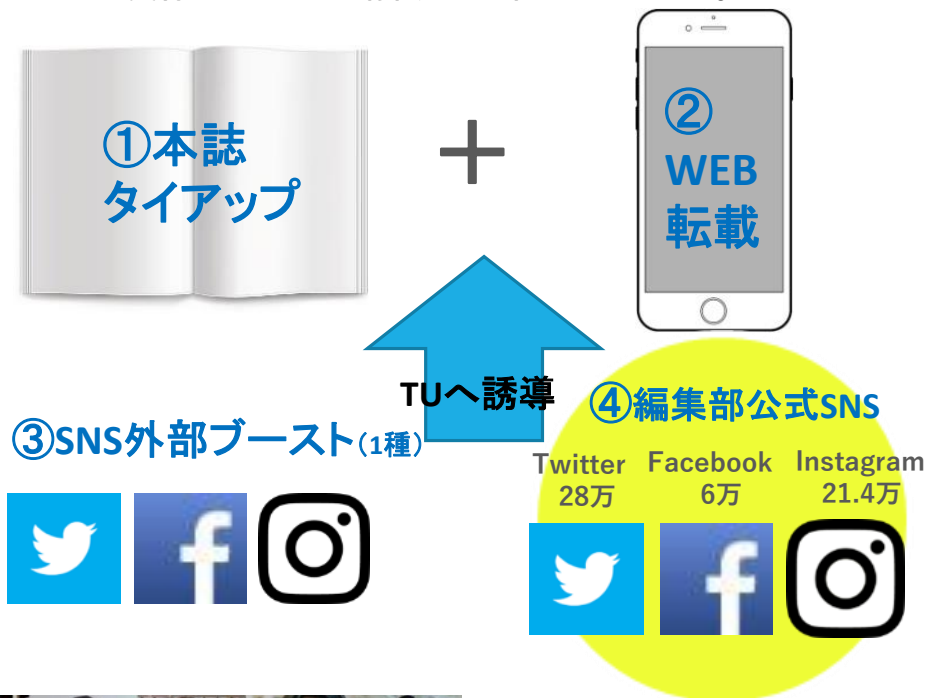 ①本誌
タイアップ
+
②
WEB
転載
TUへ誘導
③SNS外部ブースト(1種)
④編集部公式SNS
Twitter Facebook Instagram
28万 6万 21.4万